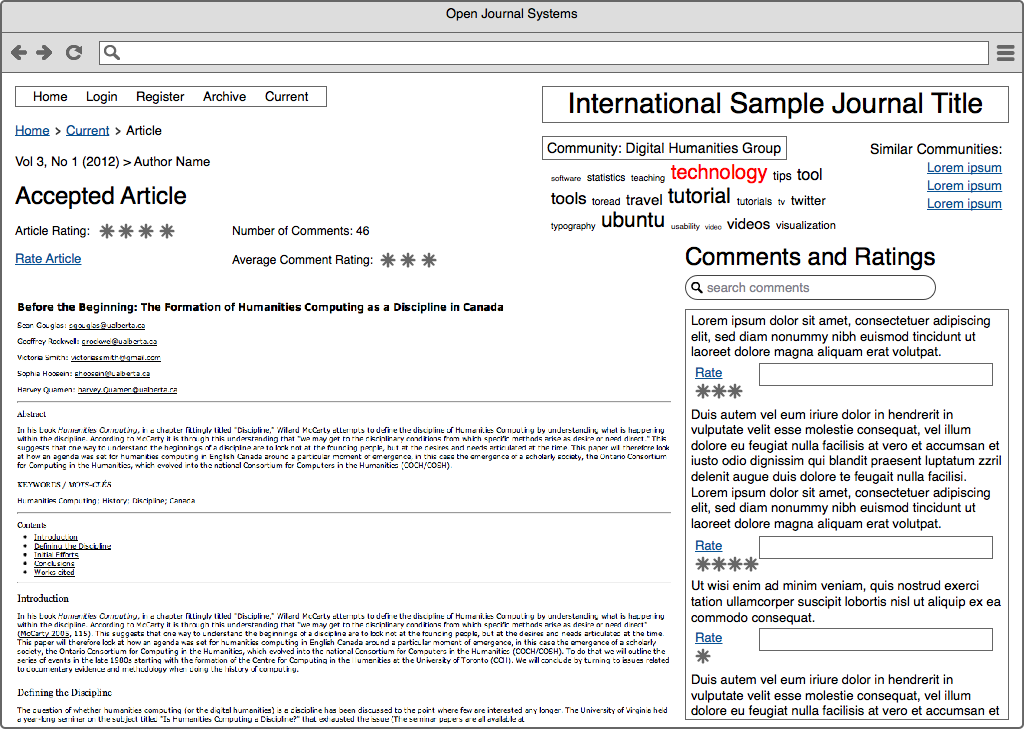 Open Journal Systems
Home Login Register Archive Current
International Sample Journal Title
Home > Current > Article
Vol 3, No 1 (2012) > Author Name
Accepted Article
Article Rating:
Number of Comments: 46
Rate Article
Average Comment Rating:
Community: Digital Humanities Group
software statistics teaching technology tips tool
tools toread travel tutorial tutorials tv twitter
typography ubuntu usability video videos visualization
Similar Communities:
Lorem ipsum
Lorem ipsum
Lorem ipsum
Before the Beginning: The Formation of Humanities Computing as a Discipline in Canada
Sean Gouglas: sgouglas@ualberta.ca
Geoffrey Rockwell: grockwel@ualberta.ca
Victoria Smith: victoriassmith@gmail.com
Sophia Hoosein: shoosein@ualberta.ca
Harvey Quamen: harvey.Quamen@ualberta.ca
Abstract
In his book Humanities Computing, in a chapter fittingly titled "Discipline," Willard McCarty attempts to define the discipline of Humanities Computing by understanding what is happening
within the discipline. According to McCarty it is through this understanding that "we may get to the disciplinary conditions from which specific methods arise as desire or need direct." This
suggests that one way to understand the beginnings of a discipline are to look not at the founding people, but at the desires and needs articulated at the time. This paper will therefore look
at how an agenda was set for humanities computing in English Canada around a particular moment of emergence, in this case the emergence of a scholarly society, the Ontario Consortium
for Computing in the Humanities, which evolved into the national Consortium for Computers in the Humanities (COCH/COSH).
KEYWORDS / MOTS-CLÉS
Humanities Computing; History; Discipline; Canada
Contents
Introduction
Defining the Discipline
Initial Efforts
Conclusions
Works cited
Introduction
In his book Humanities Computing, in a chapter fittingly titled "Discipline," Willard McCarty attempts to define the discipline of Humanities Computing by understanding what is happening
within the discipline. According to McCarty it is through this understanding that "we may get to the disciplinary conditions from which specific methods arise as desire or need direct"
(McCarty 2005, 115). This suggests that one way to understand the beginnings of a discipline are to look not at the founding people, but at the desires and needs articulated at the time.
This paper will therefore look at how an agenda was set for humanities computing in English Canada around a particular moment of emergence, in this case the emergence of a scholarly
society, the Ontario Consortium for Computing in the Humanities, which evolved into the national Consortium for Computers in the Humanities (COCH/COSH). To do that we will outline the
series of events in the late 1980s starting with the formation of the Centre for Computing in the Humanities at the University of Toronto (CCH). We will conclude by turning to issues related
to documentary evidence and methodology when doing the history of computing.
Defining the Discipline
The question of whether humanities computing (or the digital humanities) is a discipline has been discussed to the point where few are interested any longer. The University of Virginia held
a year-long seminar on the subject titled "Is Humanities Computing a Discipline?" that exhausted the issue (The seminar papers are all available at
Comments and Ratings
search comments
Lorem ipsum dolor sit amet, consectetuer adipiscing
elit, sed diam nonummy nibh euismod tincidunt ut
laoreet dolore magna aliquam erat volutpat.
Rate
Duis autem vel eum iriure dolor in hendrerit in
vulputate velit esse molestie consequat, vel illum
dolore eu feugiat nulla facilisis at vero et accumsan et
iusto odio dignissim qui blandit praesent luptatum zzril
delenit augue duis dolore te feugait nulla facilisi.
Lorem ipsum dolor sit amet, consectetuer adipiscing
elit, sed diam nonummy nibh euismod tincidunt ut
laoreet dolore magna aliquam erat volutpat.
Rate
Ut wisi enim ad minim veniam, quis nostrud exerci
tation ullamcorper suscipit lobortis nisl ut aliquip ex ea
commodo consequat.
Rate
Duis autem vel eum iriure dolor in hendrerit in
vulputate velit esse molestie consequat, vel illum
dolore eu feugiat nulla facilisis at vero et accumsan et